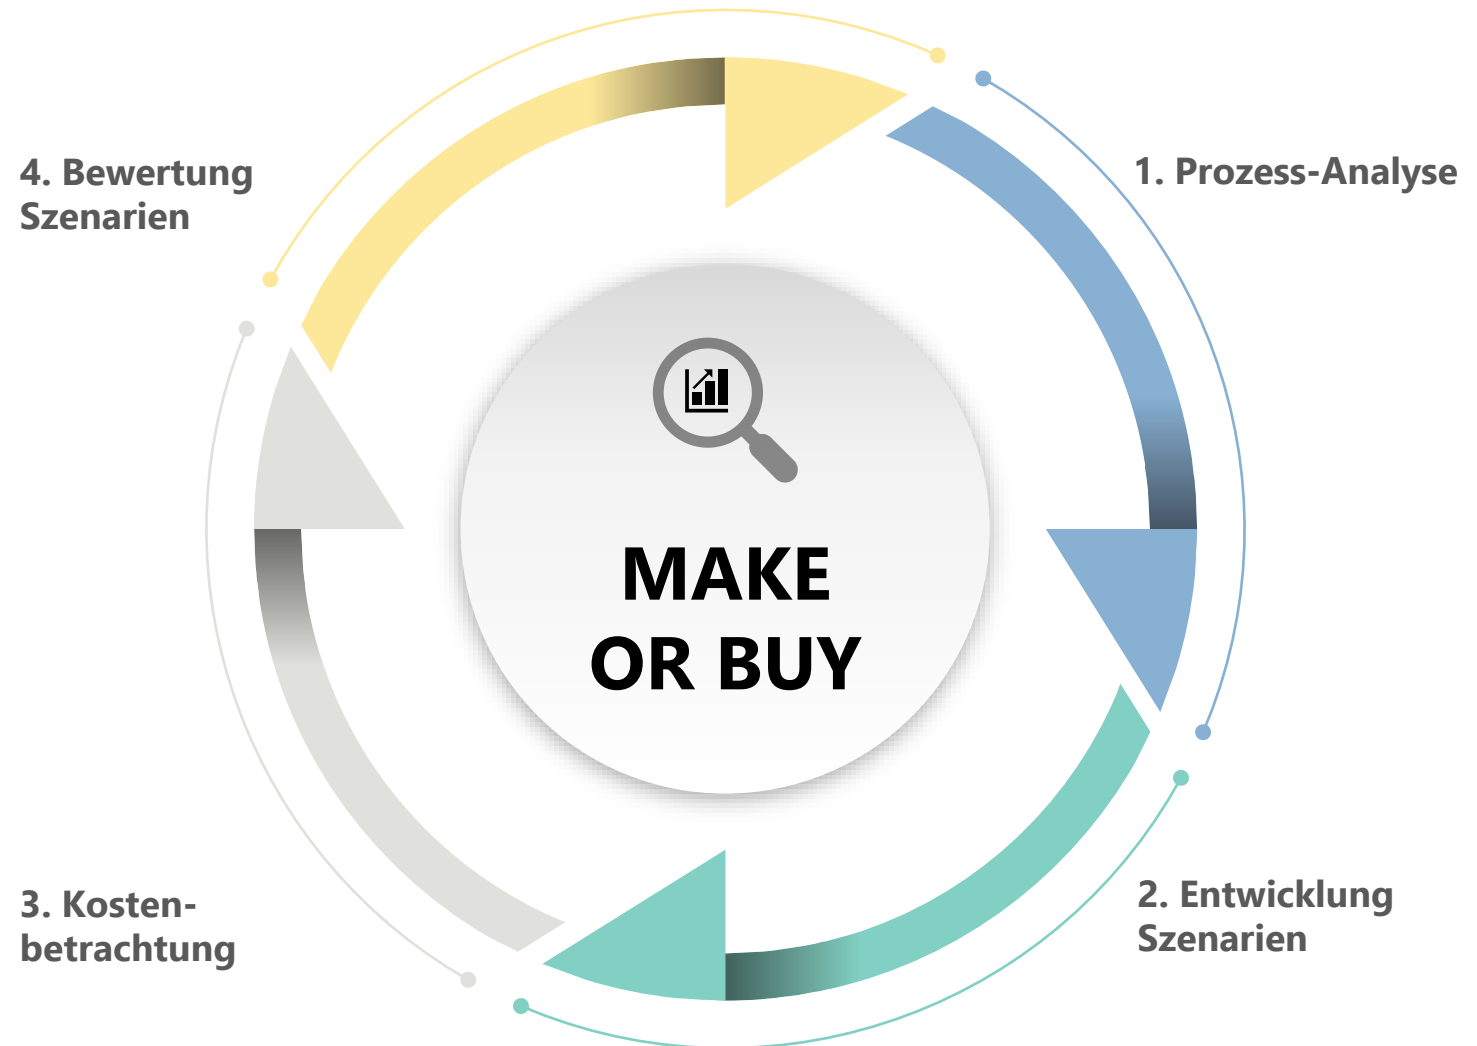 1. Prozess-Analyse
2. Entwicklung
Szenarien
3. Kosten-
betrachtung
4. Bewertung
Szenarien
MAKE
OR BUY